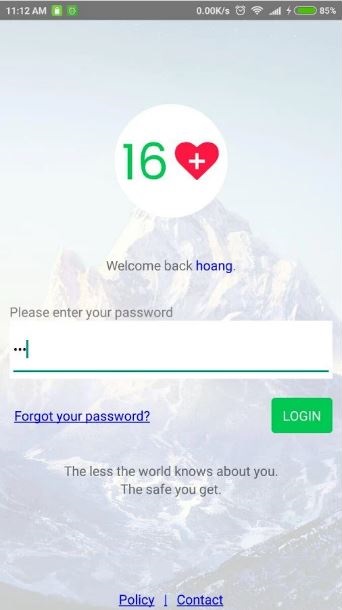 11:12 AM 0.00K/s 85%
16
Welcome back hoang.
Please enter your password
•••
Forgot your password? LOGIN
The less the world knows about you.
The safe you get.
Policy | Contact